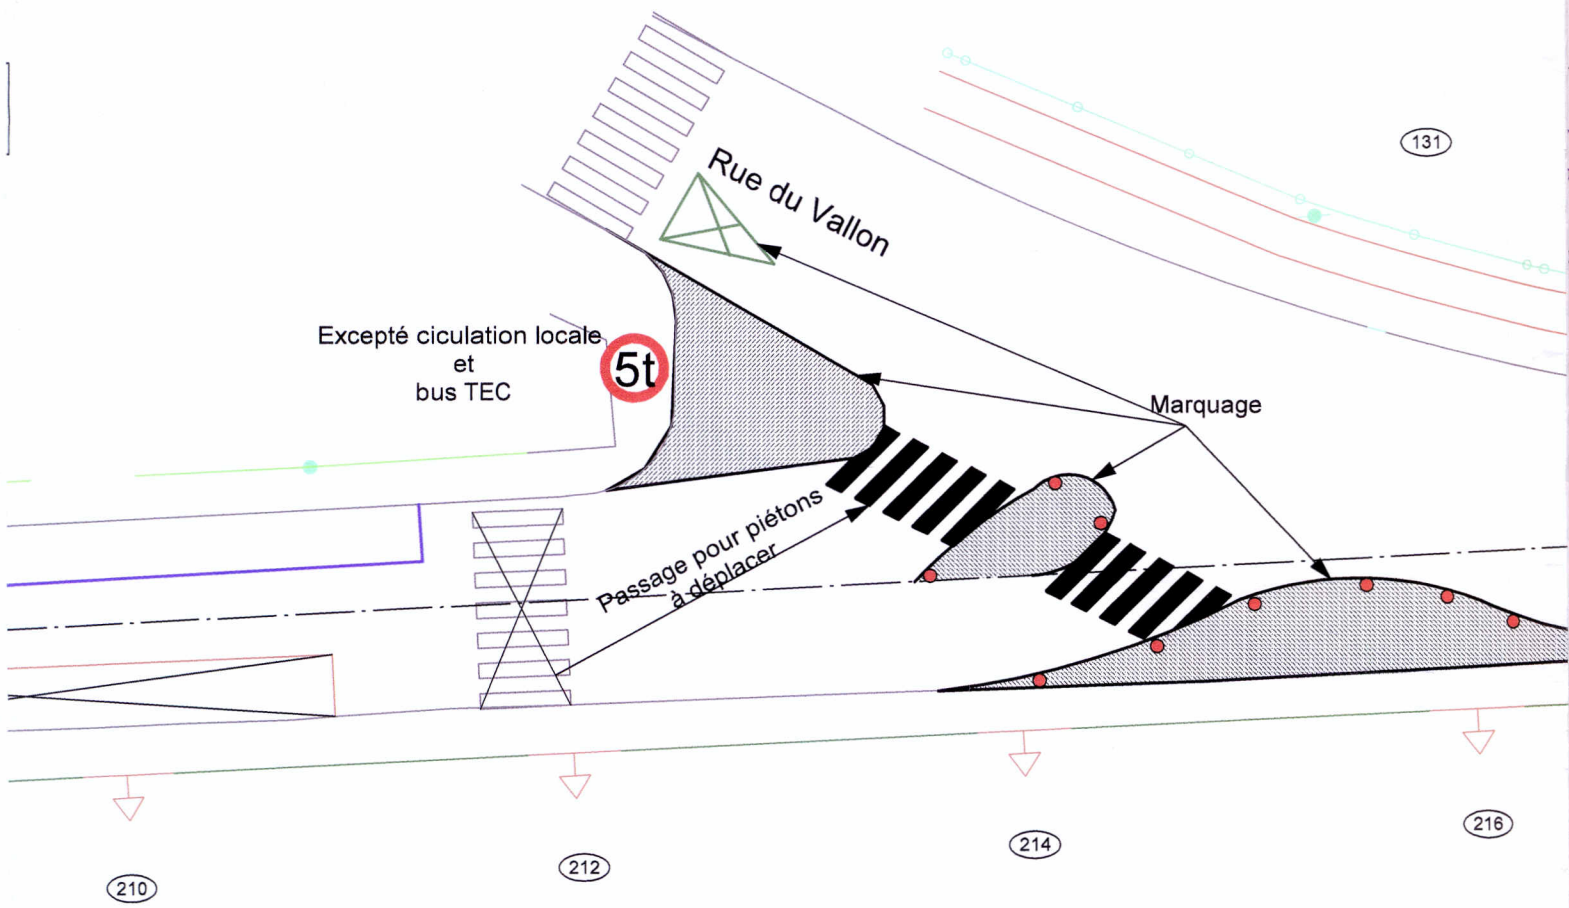 131
Rue du Vallon
Excepté ciculation locale
et
bus TEC
5t
Marquage
Passage pour piétons
à déplacer
210
212
214
216